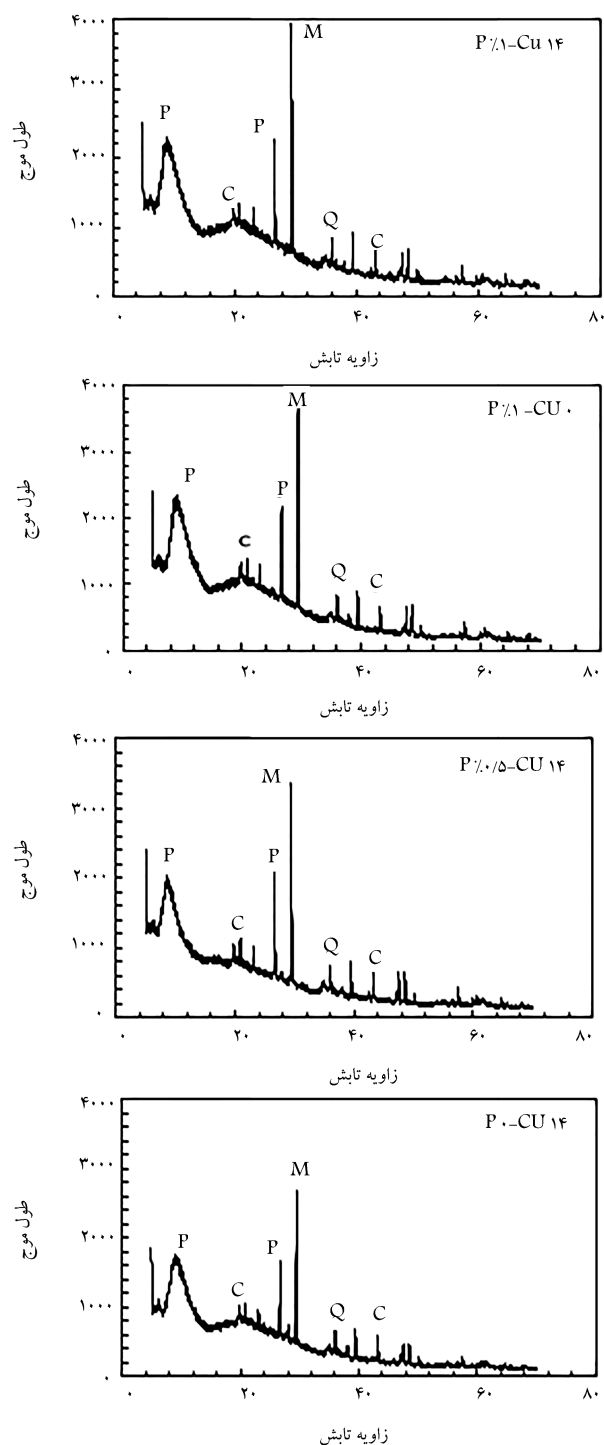 P٪۱-Cu ۱۴
طول موج
۴۰۰۰
۳۰۰۰
۲۰۰۰
۱۰۰۰
۰
P
C
P
M
Q
C
۰ ۲۰ ۴۰ ۶۰ ۸۰
زاویه تابش
P٪۱-CU ۰
طول موج
۴۰۰۰
۳۰۰۰
۲۰۰۰
۱۰۰۰
۰
P
C
P
M
Q
C
۰ ۲۰ ۴۰ ۶۰ ۸۰
زاویه تابش
P٪۰/۵-CU ۱۴
طول موج
۴۰۰۰
۳۰۰۰
۲۰۰۰
۱۰۰۰
۰
P
C
P
M
Q
C
۰ ۲۰ ۴۰ ۶۰ ۸۰
زاویه تابش
P۰-CU ۱۴
طول موج
۴۰۰۰
۳۰۰۰
۲۰۰۰
۱۰۰۰
۰
P
C
P
M
Q
C
۰ ۲۰ ۴۰ ۶۰ ۸۰
زاویه تابش